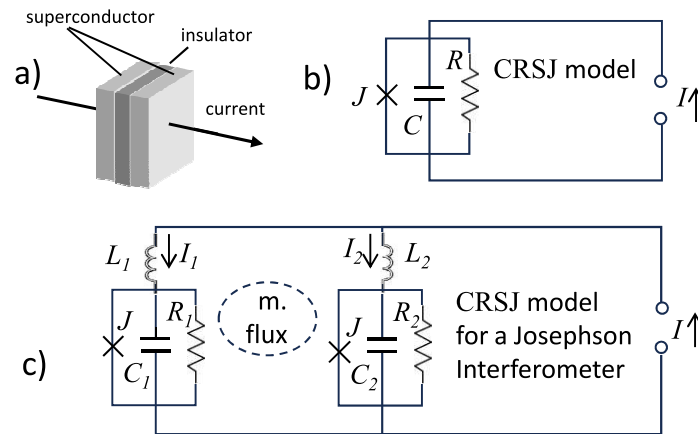 superconductor
insulator
a)
current
b)
J
C
R
CRSJ model
I
c)
L1
I1
J
C1
R1
m.
flux
I2
L2
J
C2
R2
CRSJ model
for a Josephson
Interferometer
I